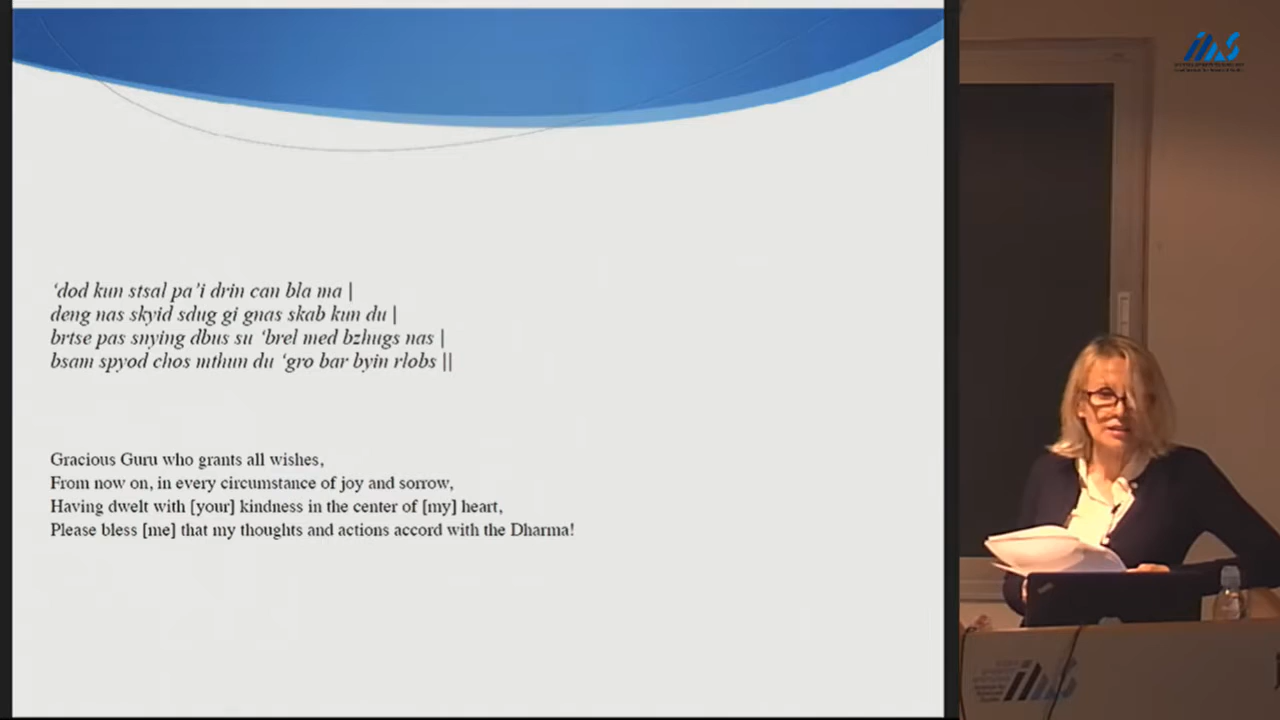 ‘dod kun stsal pa’i drin can bla ma |
deng nas skyid sdug gi gnas skab kun du |
brtse pas snying dbus su ‘brel med bzhugs nas |
bsam spyod chos mthun du ‘gro bar byin rlobs ||
Gracious Guru who grants all wishes,
From now on, in every circumstance of joy and sorrow,
Having dwelt with [your] kindness in the center of [my] heart,
Please bless [me] that my thoughts and actions accord with the Dharma!